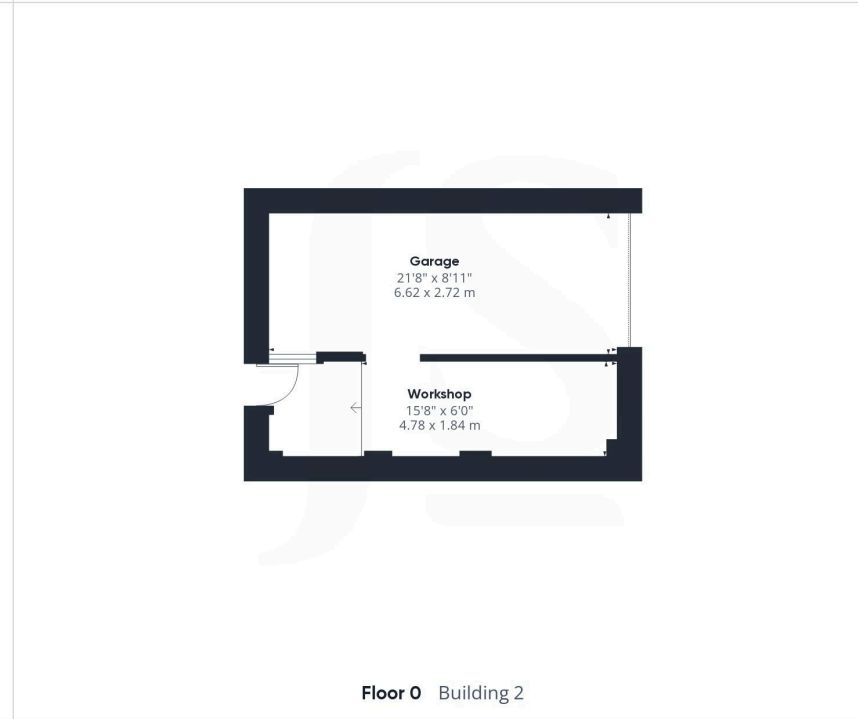 Garage
21'8" x 8'11"
6.62 x 2.72 m
Workshop
15'8" x 6'0"
4.78 x 1.84 m
Floor 0 Building 2